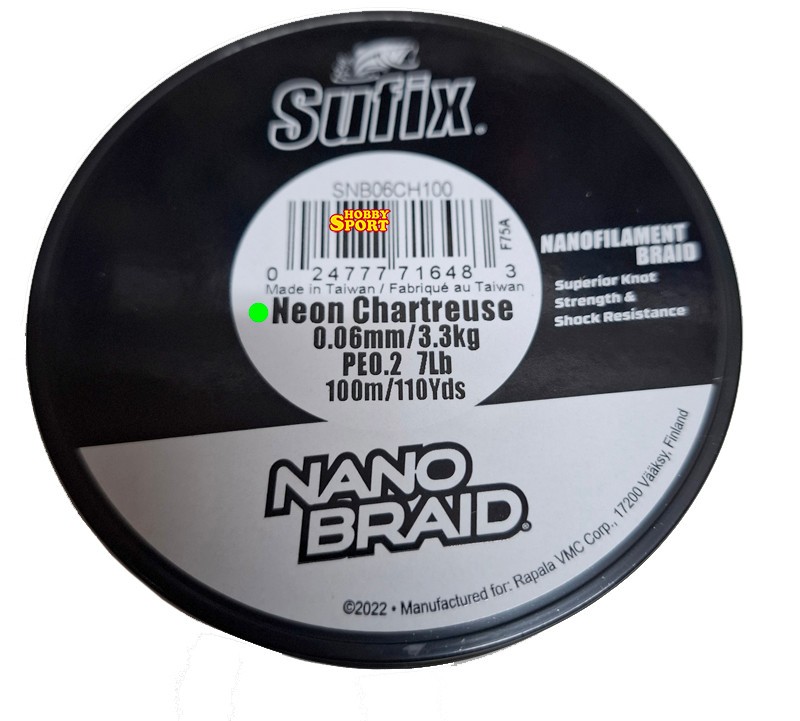 Sufix.
SNB06CH100
HOBBY
SPORT
F75A
0 24777 71648 3
Made in Taiwan / Fabriqué au Taiwan
Neon Chartreuse
0.06mm/3.3kg
PE0.2 7Lb
100m/110Yds
NANOFILAMENT
BRAID
Superior Knot
Strength &
Shock Resistance
NANO
BRAID®
©2022 • Manufactured for: Rapala VMC Corp., 17200 Vääksy, Finland